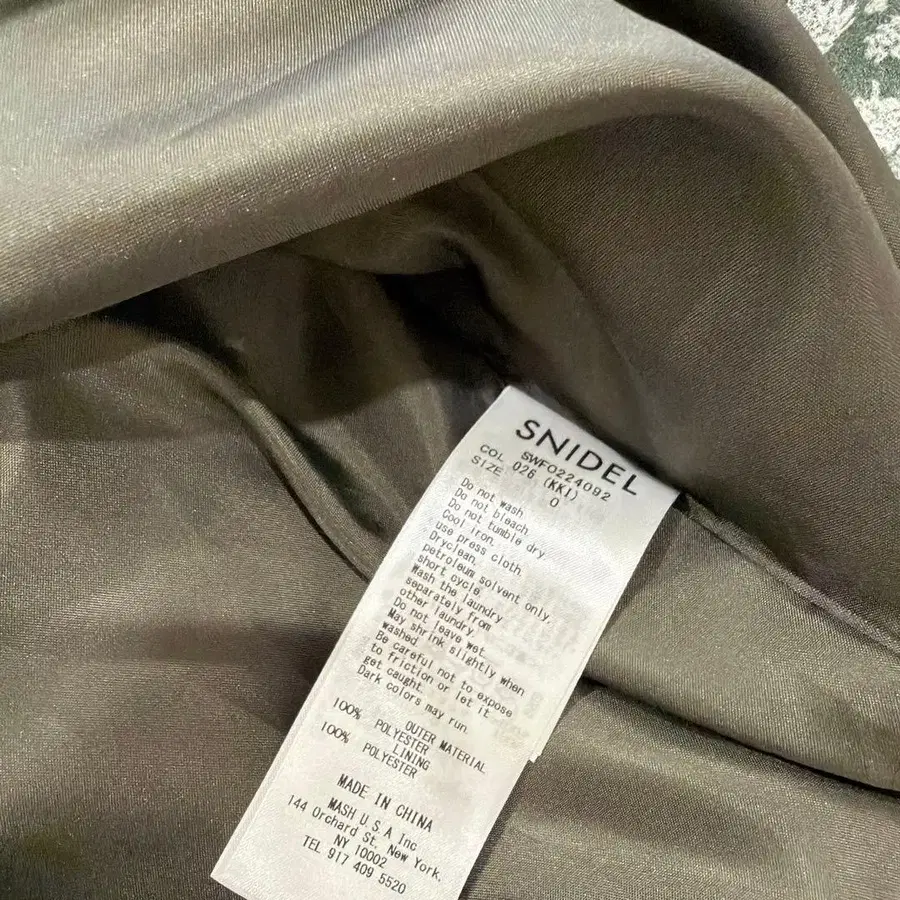 SNIDEL
SWFO224092
COL 026 (KKI)
SIZE 0
Do not wash.
Do not bleach.
Do not tumble dry.
Cool iron.
use press cloth.
Dryclean.
petroleum solvent only.
short cycle.
Wash the laundry
separately from
other laundry.
Do not leave wet.
May shrink slightly when
washed.
Be careful not to expose
to friction or let it
get caught.
Dark colors may run.
OUTER MATERIAL
100% POLYESTER
LINING
100% POLYESTER
MADE IN CHINA
MASH U.S.A Inc
144 Orchard St, New York,
NY 10002
TEL 917 409 5520